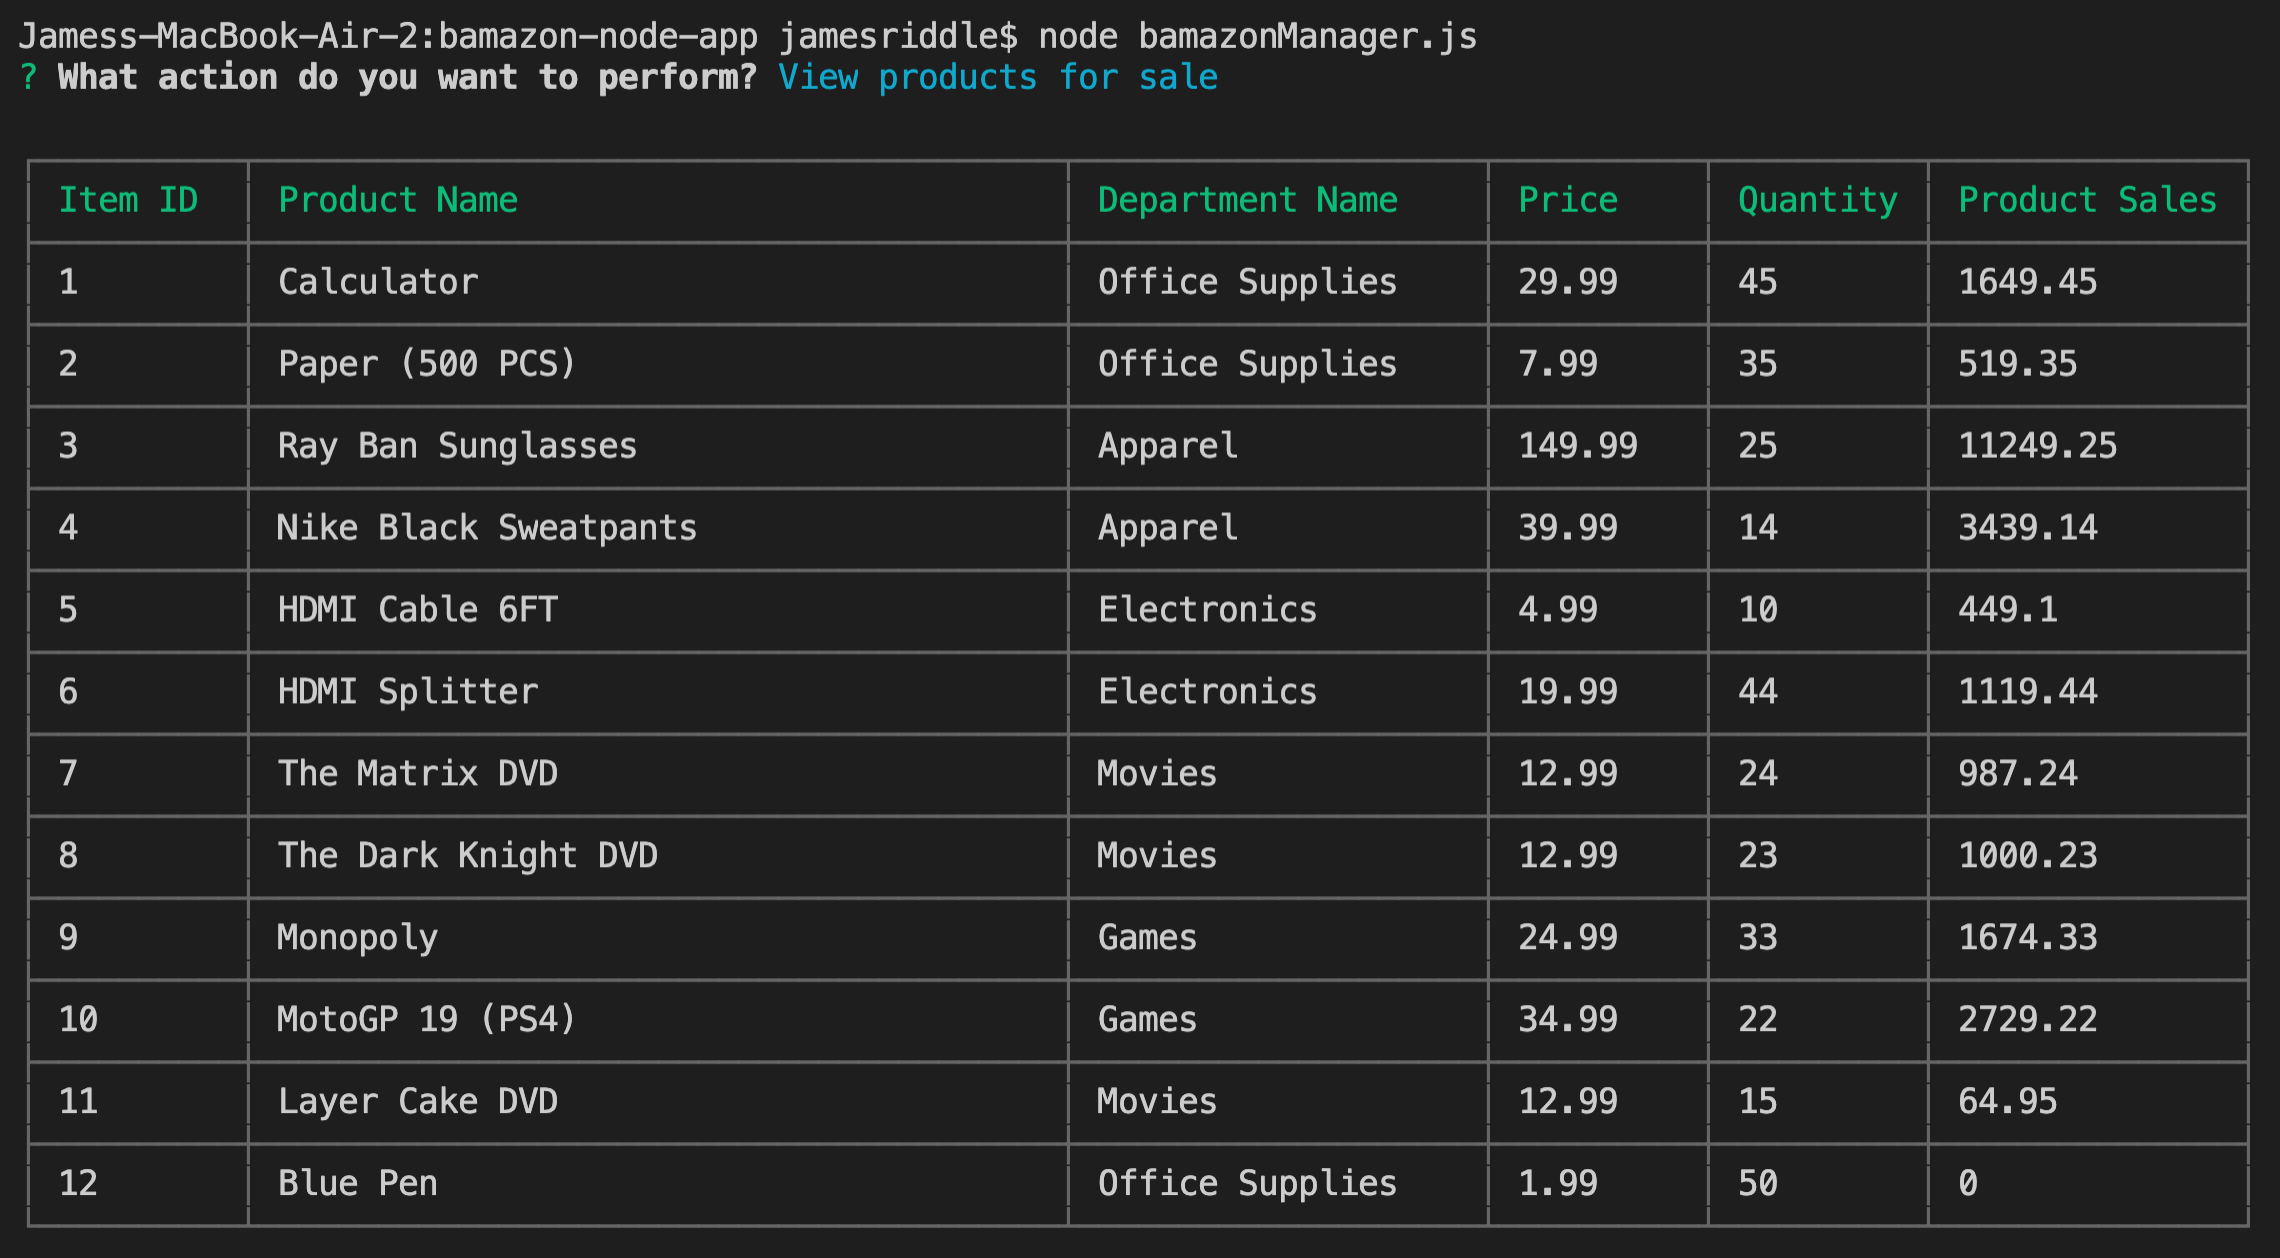 Jamess-MacBook-Air-2:bamazon-node-app jamesriddle$ node bamazonManager.js
? What action do you want to perform? View products for sale
Item ID Product Name Department Name Price Quantity Product Sales
1 Calculator Office Supplies 29.99 45 1649.45
2 Paper (500 PCS) Office Supplies 7.99 35 519.35
3 Ray Ban Sunglasses Apparel 149.99 25 11249.25
4 Nike Black Sweatpants Apparel 39.99 14 3439.14
5 HDMI Cable 6FT Electronics 4.99 10 449.1
6 HDMI Splitter Electronics 19.99 44 1119.44
7 The Matrix DVD Movies 12.99 24 987.24
8 The Dark Knight DVD Movies 12.99 23 1000.23
9 Monopoly Games 24.99 33 1674.33
10 MotoGP 19 (PS4) Games 34.99 22 2729.22
11 Layer Cake DVD Movies 12.99 15 64.95
12 Blue Pen Office Supplies 1.99 50 0